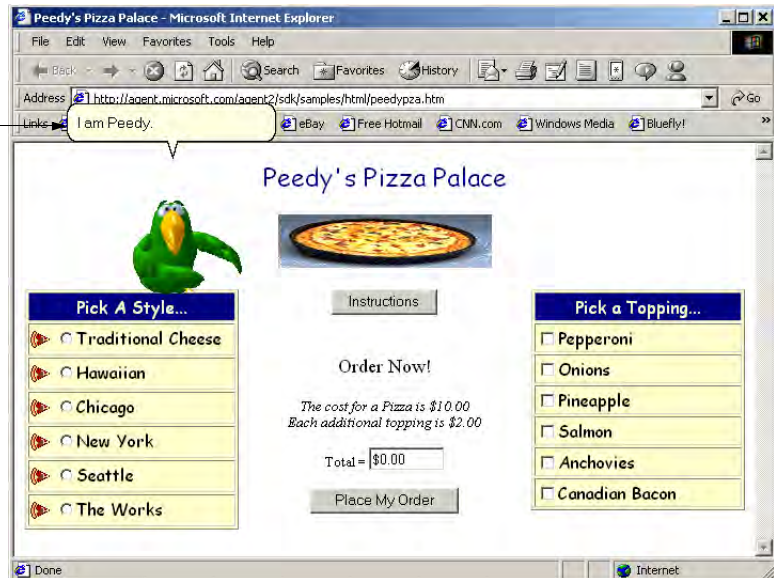 Peedy's Pizza Palace - Microsoft Internet Explorer
File Edit View Favorites Tools Help
Back Search Favorites History
Address http://agent.microsoft.com/agent2/sdk/samples/html/peedypza.htm Go
Links eBay Free Hotmail CNN.com Windows Media Bluefly! »
I am Peedy.
Peedy's Pizza Palace
Pick A Style...
Traditional Cheese
Hawaiian
Chicago
New York
Seattle
The Works
Instructions
Order Now!
The cost for a Pizza is $10.00
Each additional topping is $2.00
Total = $0.00
Place My Order
Pick a Topping...
Pepperoni
Onions
Pineapple
Salmon
Anchovies
Canadian Bacon
Done Internet